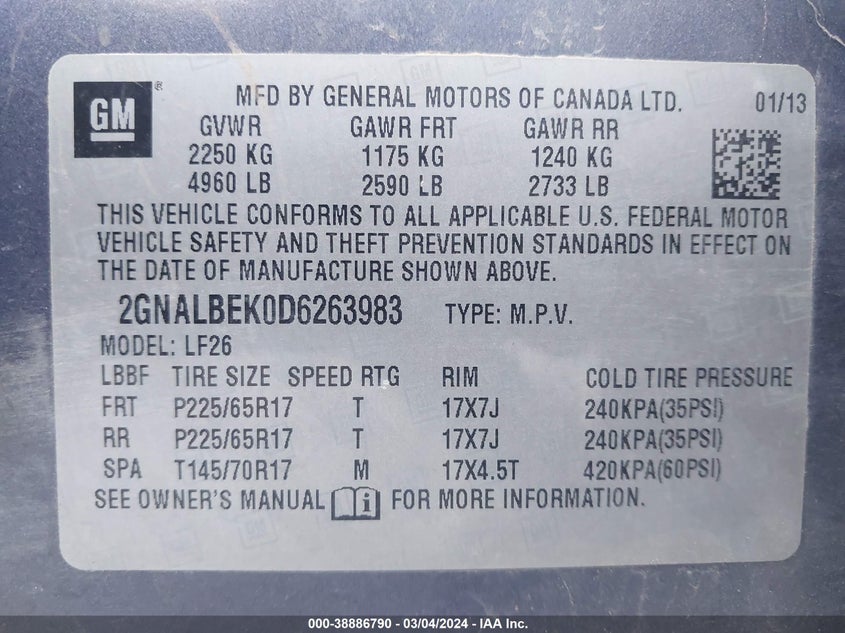 GM ®
MFD BY GENERAL MOTORS OF CANADA LTD. 01/13
GVWR GAWR FRT GAWR RR
2250 KG 1175 KG 1240 KG
4960 LB 2590 LB 2733 LB
THIS VEHICLE CONFORMS TO ALL APPLICABLE U.S. FEDERAL MOTOR
VEHICLE SAFETY AND THEFT PREVENTION STANDARDS IN EFFECT ON
THE DATE OF MANUFACTURE SHOWN ABOVE.
2GNALBEK0D6263983 TYPE: M.P.V.
MODEL: LF26
LBBF TIRE SIZE SPEED RTG RIM COLD TIRE PRESSURE
FRT P225/65R17 T 17X7J 240KPA(35PSI)
RR P225/65R17 T 17X7J 240KPA(35PSI)
SPA T145/70R17 M 17X4.5T 420KPA(60PSI)
SEE OWNER'S MANUAL i FOR MORE INFORMATION.
000-38886790 - 03/04/2024 - IAA Inc.